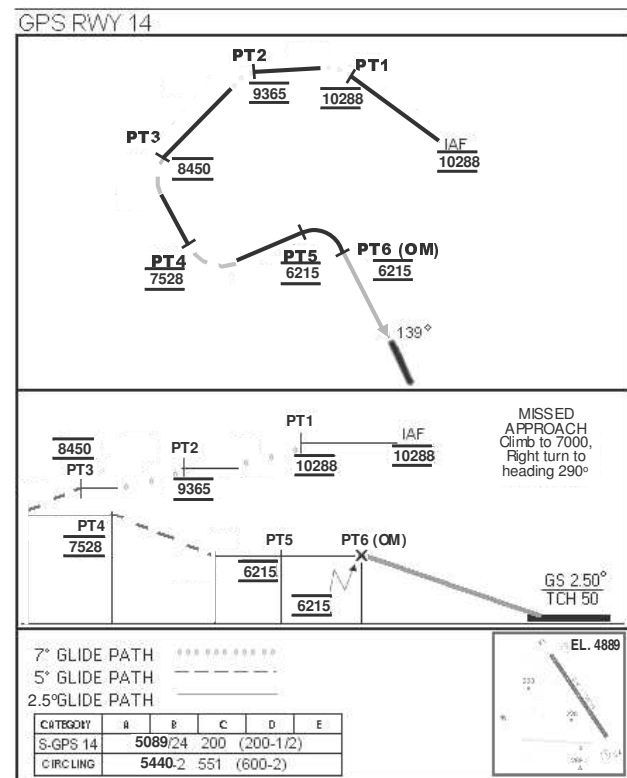 GPS RWY 14
PT2
9365
PT1
10288
PT3
8450
IAF
10288
PT4
7528
PT5
6215
PT6 (OM)
6215
139°
8450
PT3
PT2
9365
PT1
10288
IAF
10288
MISSED
APPROACH
Climb to 7000,
Right turn to
heading 290º
PT4
7528
PT5
6215
PT6 (OM)
6215
GS 2.50°
TCH 50
7° GLIDE PATH
5° GLIDE PATH
2.5°GLIDE PATH
EL. 4889
CATEGORY A B C D E
S-GPS 14 5089/24 200 (200-1/2)
CIRCLING 5440-2 551 (600-2)